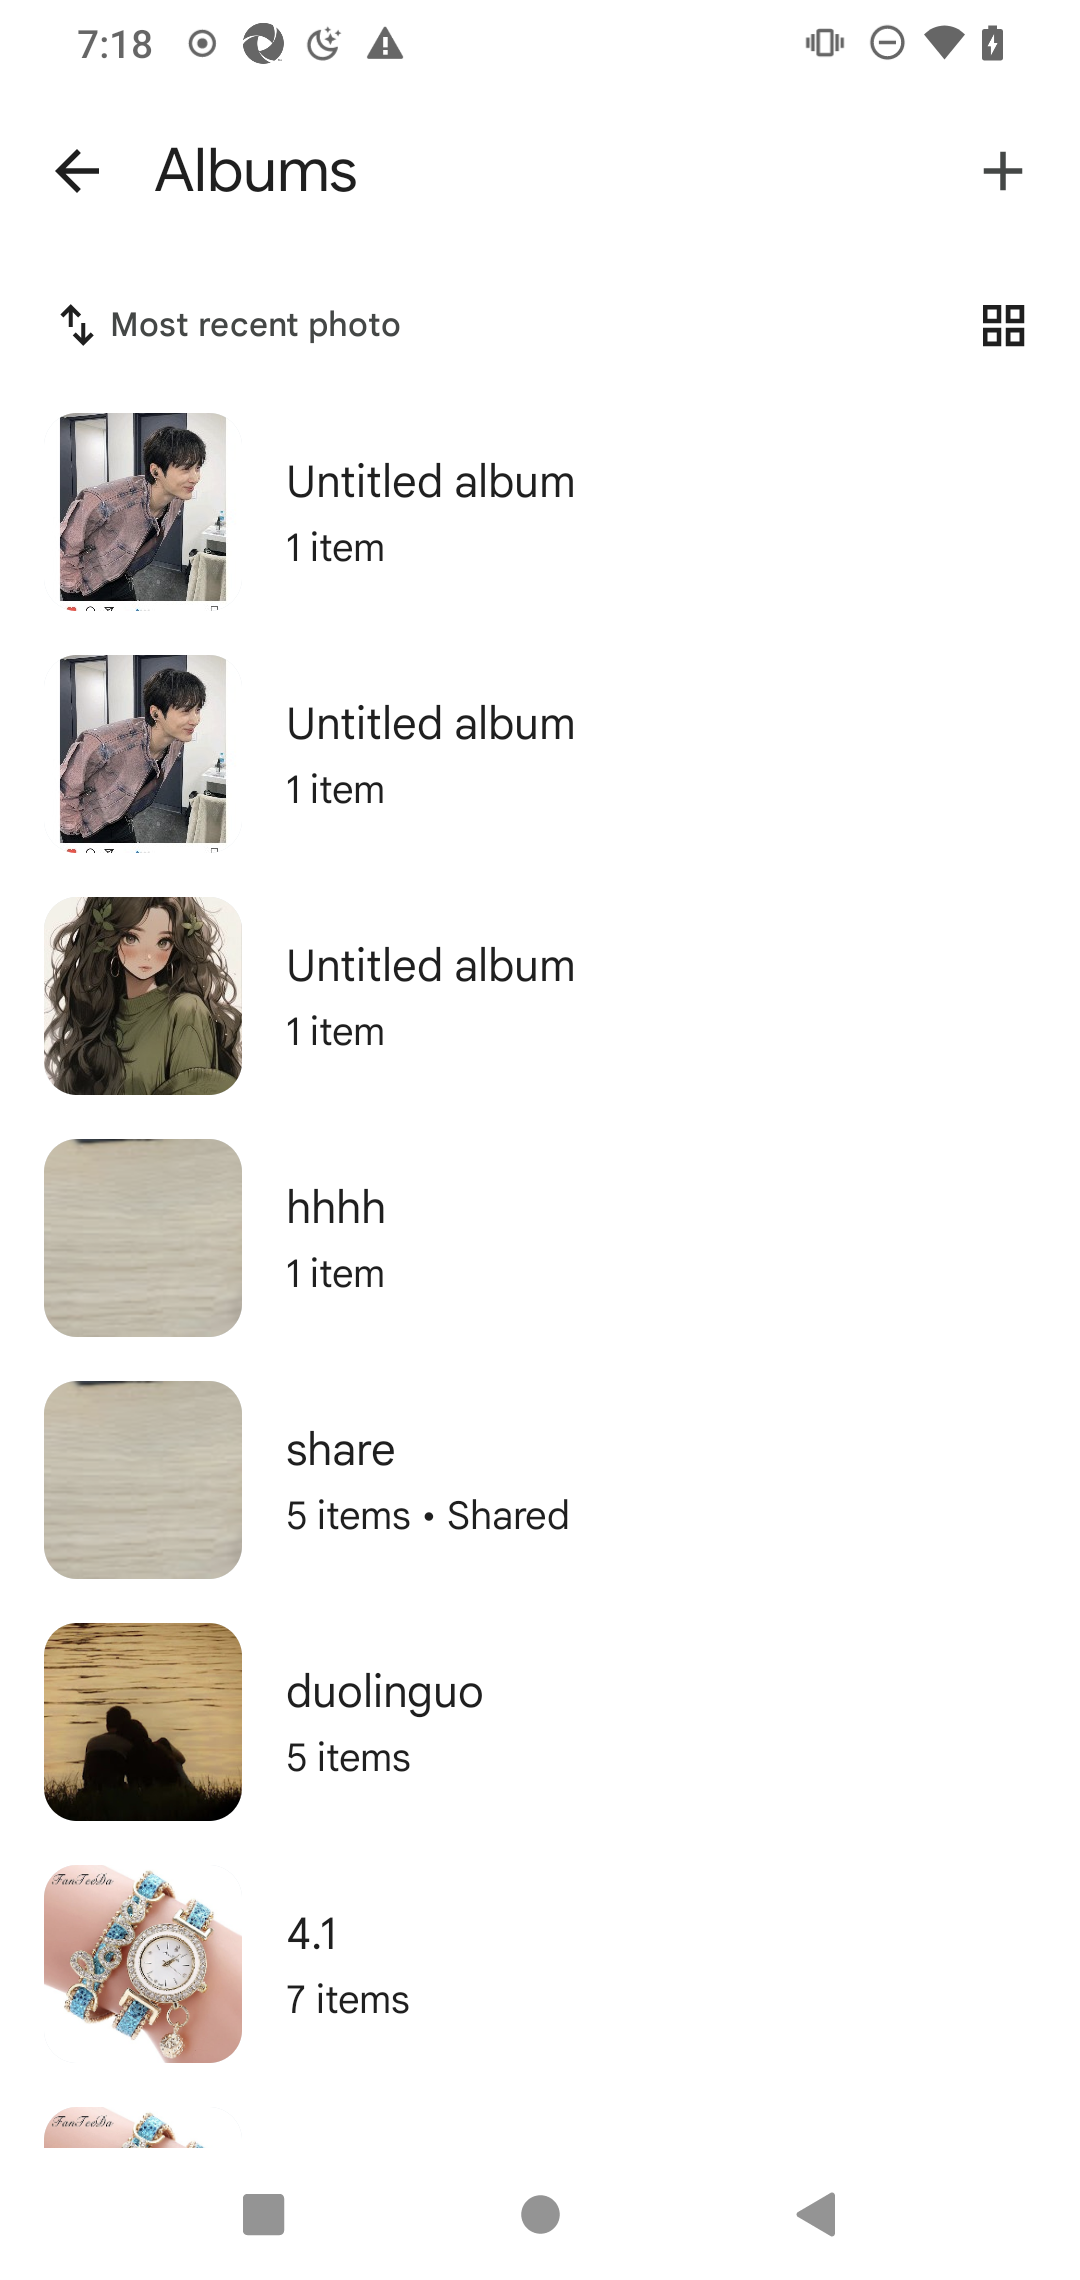 7:18
Albums
Most recent photo
Untitled album
1 item
Untitled album
1 item
Untitled album
1 item
hhhh
1 item
share
5 items • Shared
duolinguo
5 items
FanTeeDa
4.1
7 items
FanTeeDa